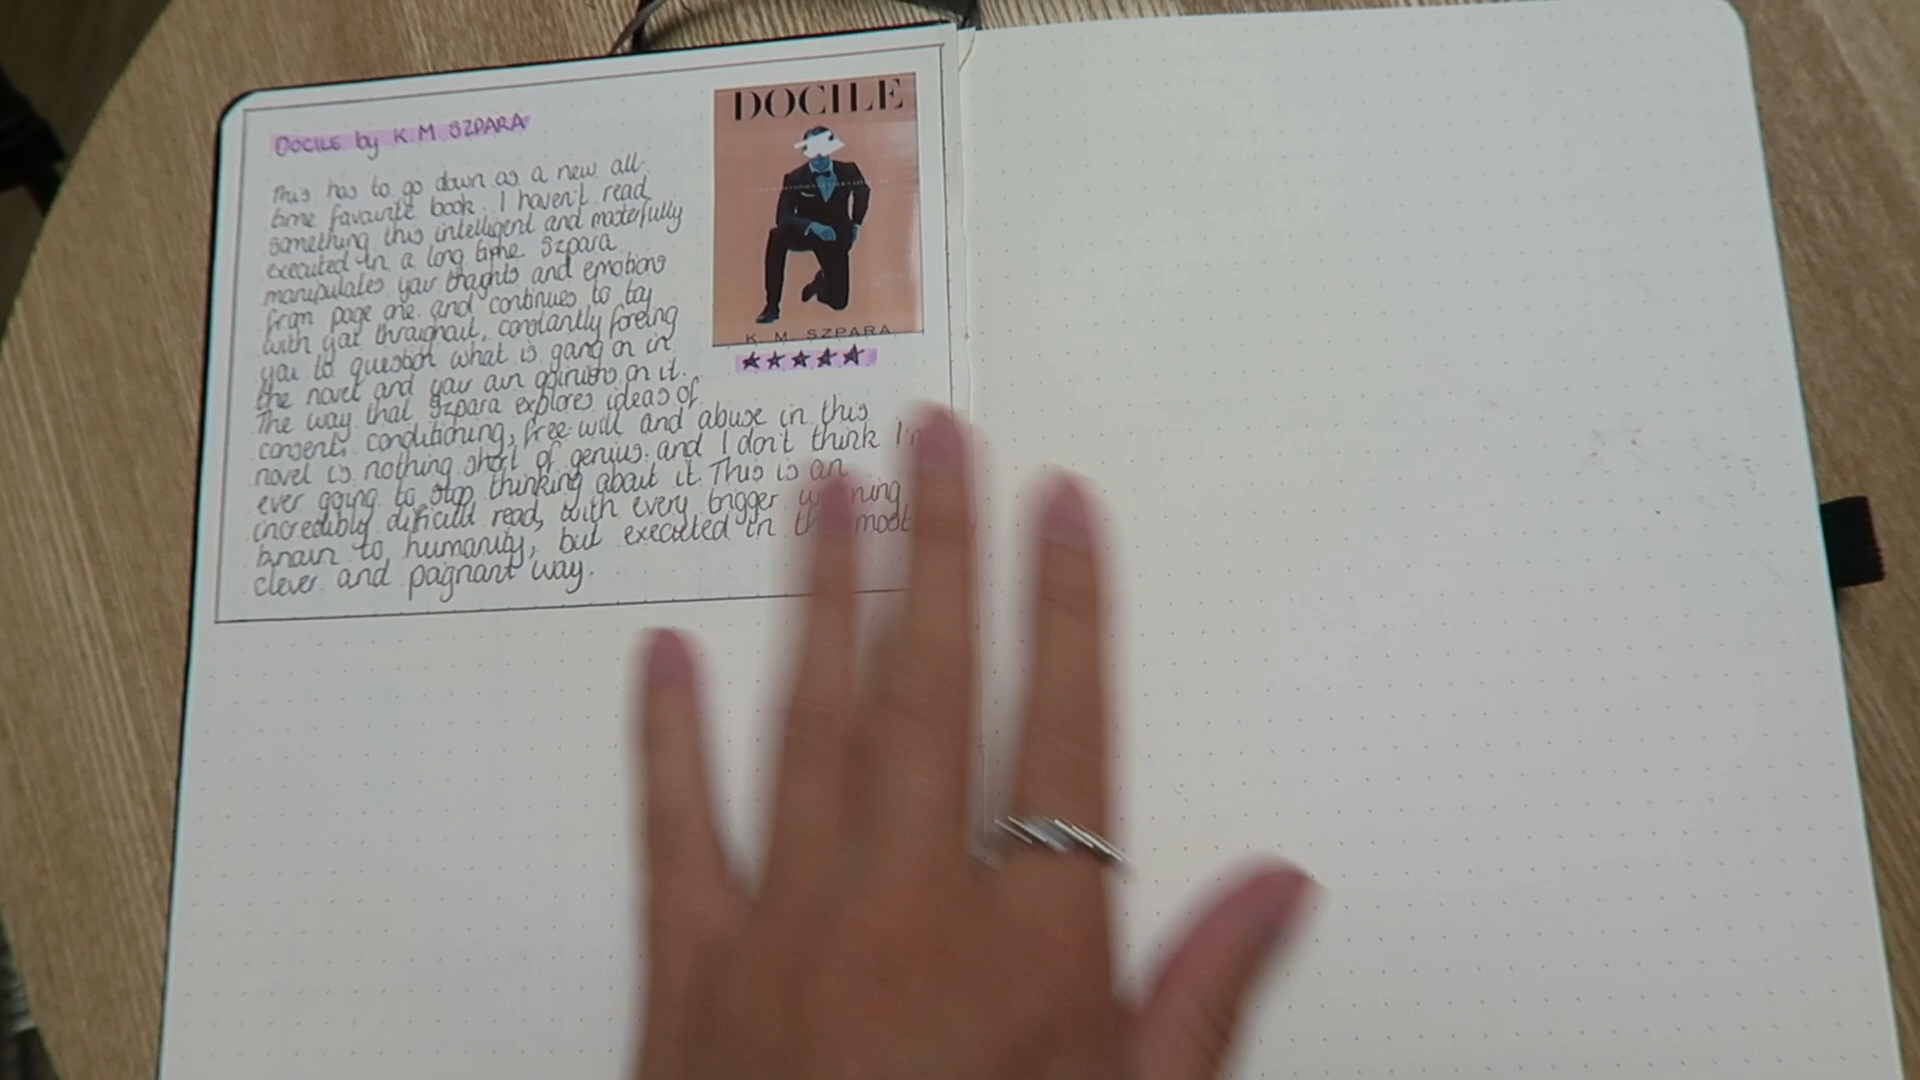 DOCILE by K.M SZPARA
This has to go down as a new all
time favourite book. I haven't read
something this intelligent and masterfully
executed in a long time. Szpara
manipulates your thoughts and emotions
from page one and continues to toy
with you throughout, constantly forcing
you to question what is going on in
the novel and your own opinions on it.
The way that Szpara explores ideas of
consent, conditioning, free will and abuse in this
novel is nothing short of genius and I don't think I'm
ever going to stop thinking about it. This is an
incredibly difficult read, with every trigger warning
known to humanity, but executed in the most
clever and pagnant way.
DOCILE
K. M. SZPARA
★★★★★